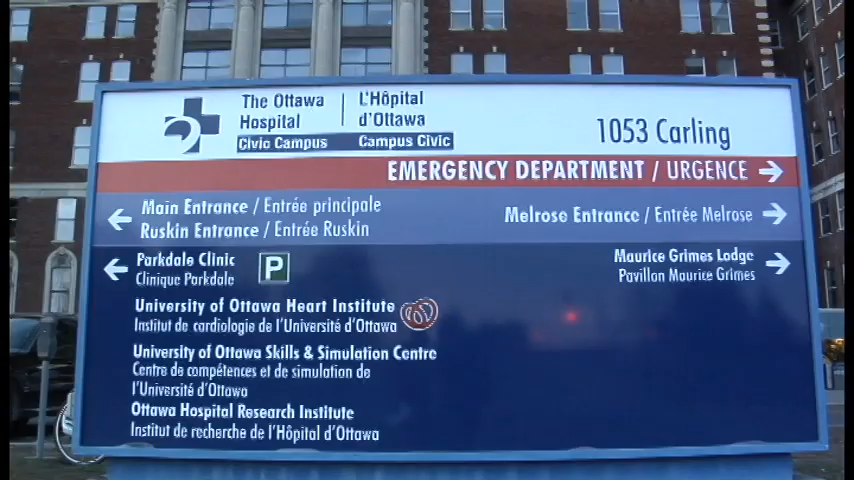 The Ottawa Hospital
L'Hôpital d'Ottawa
Civic Campus Campus Civic
1053 Carling
EMERGENCY DEPARTMENT / URGENCE
Main Entrance / Entrée principale
Ruskin Entrance / Entrée Ruskin
Melrose Entrance / Entrée Melrose
Parkdale Clinic
Clinique Parkdale
P
Maurice Grimes Lodge
Pavillon Maurice Grimes
University of Ottawa Heart Institute
Institut de cardiologie de l'Université d'Ottawa
University of Ottawa Skills & Simulation Centre
Centre de compétences et de simulation de
l'Université d'Ottawa
Ottawa Hospital Research Institute
Institut de recherche de l'Hôpital d'Ottawa